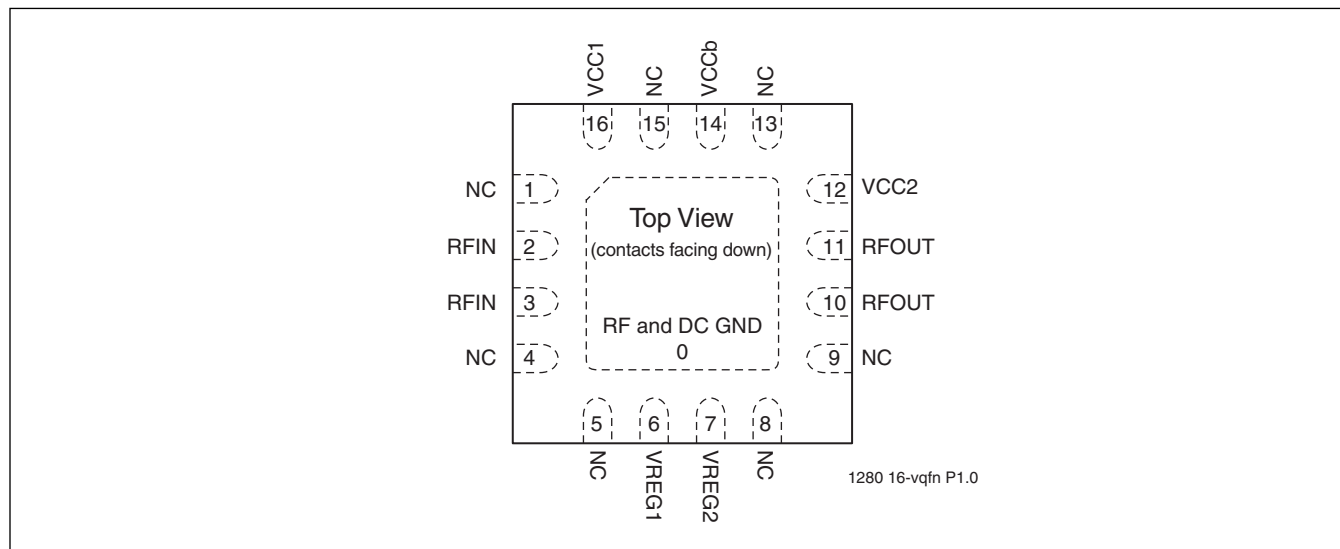 VCC1
NC
VCCb
NC
16
15
14
13
NC 1
12 VCC2
Top View
RFIN 2
11 RFOUT
(contacts facing down)
RFIN 3
10 RFOUT
RF and DC GND
NC 4
0
9 NC
5
6
7
8
NC
VREG1
VREG2
NC
1280 16-vqfn P1.0